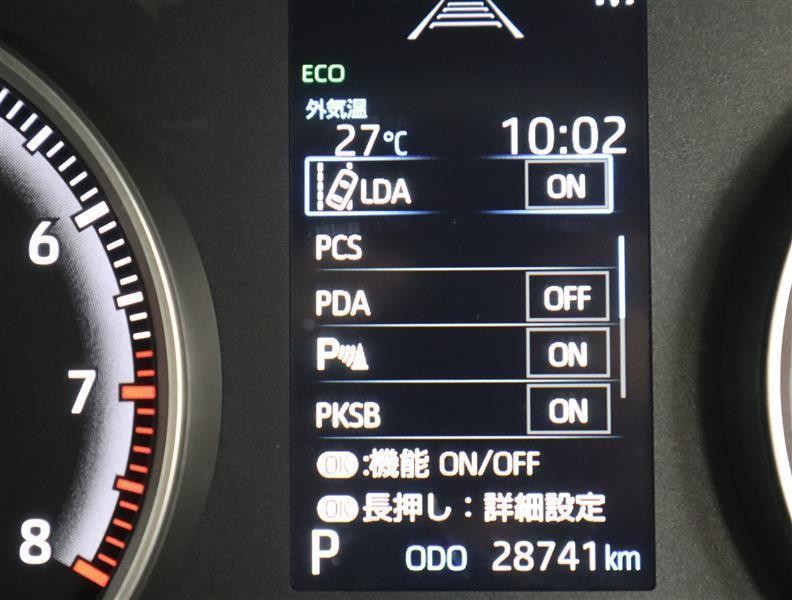 ECO
外気温
27℃ 10:02
LDA ON
PCS
PDA OFF
P ON
PKSB ON
OK:機能 ON/OFF
OK長押し:詳細設定
P ODO 28741km
6
7
8